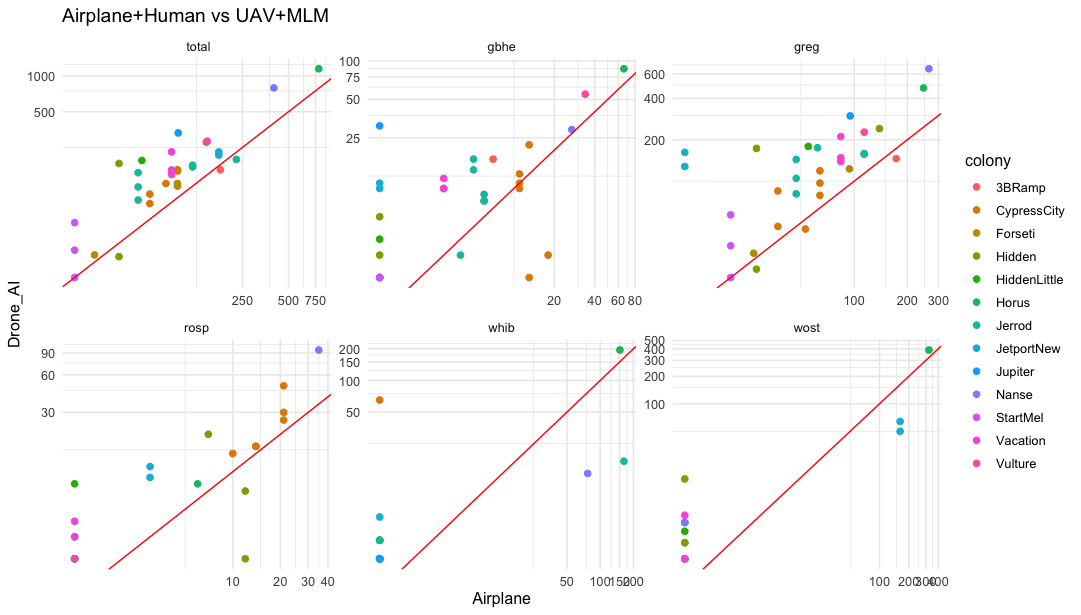 Airplane+Human vs UAV+MLM
total
gbhe
greg
1000
500
250
500
750
100
75
50
25
20
40
60
80
600
400
200
100
200
300
rosp
whib
wost
90
60
30
10
20
30
40
200
150
100
50
50
100
150
200
500
400
300
200
100
100
200
300
400
Drone_AI
Airplane
colony
3BRamp
CypressCity
Forseti
Hidden
HiddenLittle
Horus
Jerrod
JetportNew
Jupiter
Nanse
StartMel
Vacation
Vulture